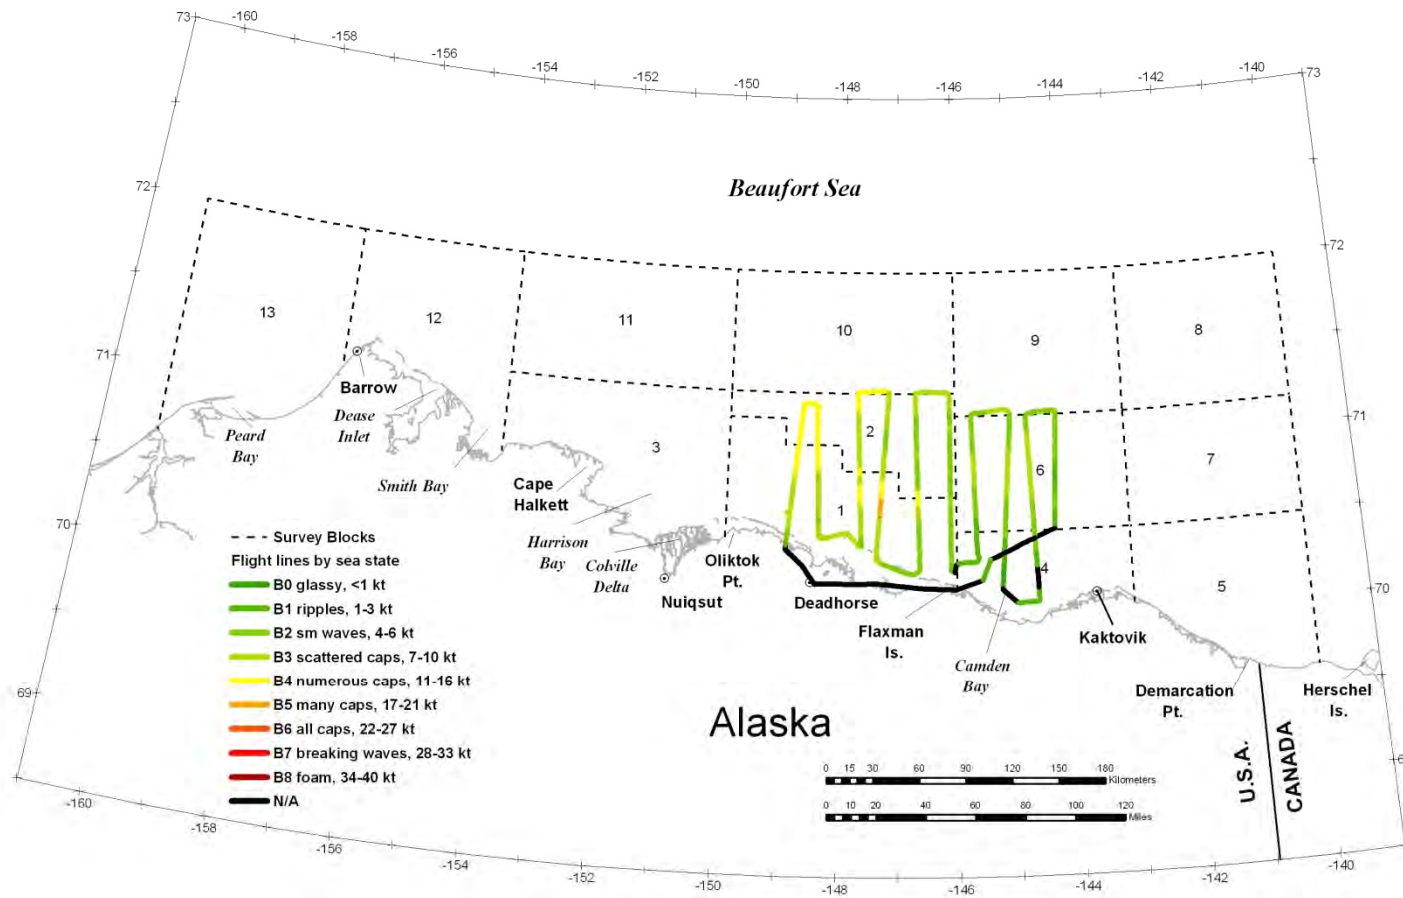 73
-160
-158
-156
-154
-152
-150
-148
-146
-144
-142
-140
73
72
Beaufort Sea
72
13
12
11
10
9
8
71
Barrow
Dease
Inlet
Peard
Bay
Smith Bay
3
2
6
7
71
Cape
Halkett
1
70
Harrison
Bay
Colville
Delta
Oliktok
Pt.
Nuiqsut
Deadhorse
Flaxman
Is.
4
5
70
Camden
Bay
Kaktovik
Demarcation
Pt.
Herschel
Is.
Survey Blocks
Flight lines by sea state
B0 glassy, <1 kt
B1 ripples, 1-3 kt
B2 sm waves, 4-6 kt
B3 scattered caps, 7-10 kt
B4 numerous caps, 11-16 kt
B5 many caps, 17-21 kt
B6 all caps, 22-27 kt
B7 breaking waves, 28-33 kt
B8 foam, 34-40 kt
N/A
69
Alaska
U.S.A.
CANADA
0 15 30 60 90 120 150 180
Kilometers
0 10 20 40 60 80 100 120
Miles
-160
-158
-156
-154
-152
-150
-148
-146
-144
-142
-140